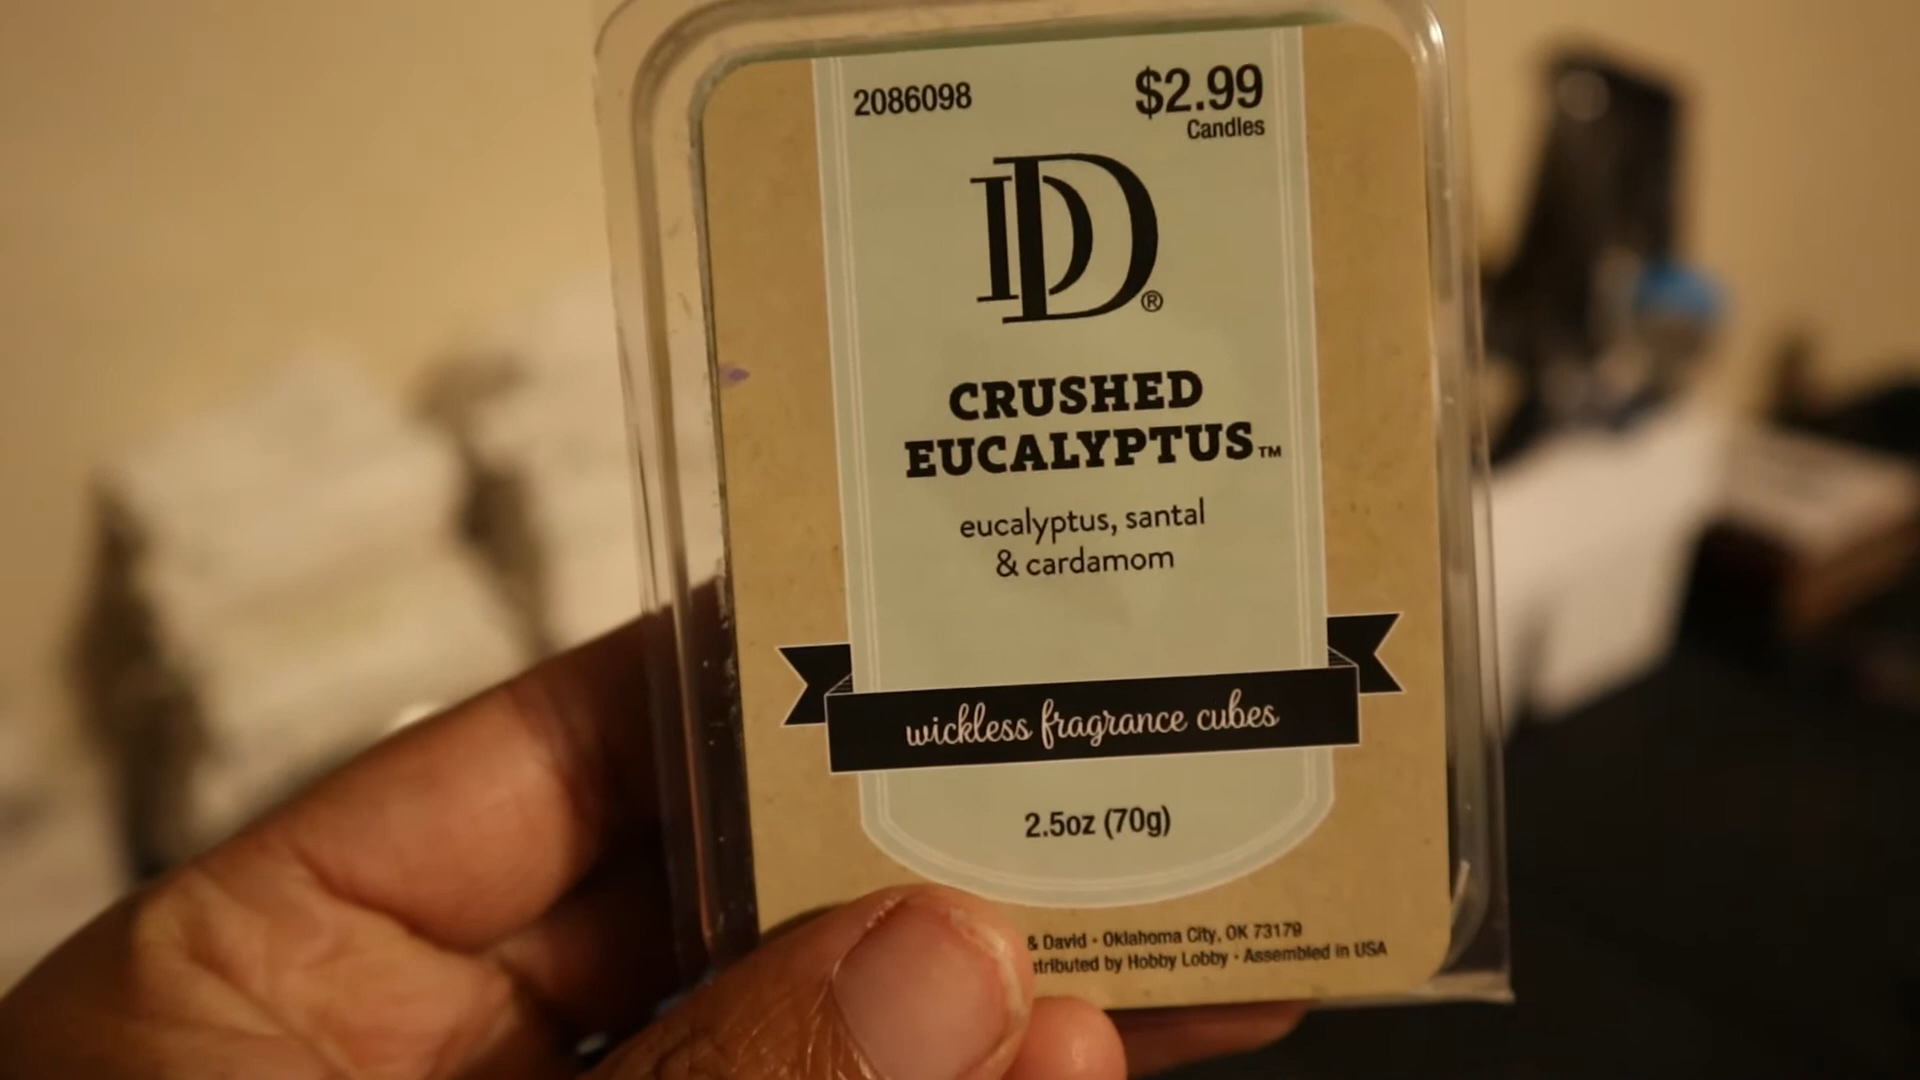 2086098
$2.99
Candles
DD®
CRUSHED
EUCALYPTUS™
eucalyptus, santal
& cardamom
wickless fragrance cubes
2.5oz (70g)
& David • Oklahoma City, OK 73179
by Hobby Lobby • Assembled in USA